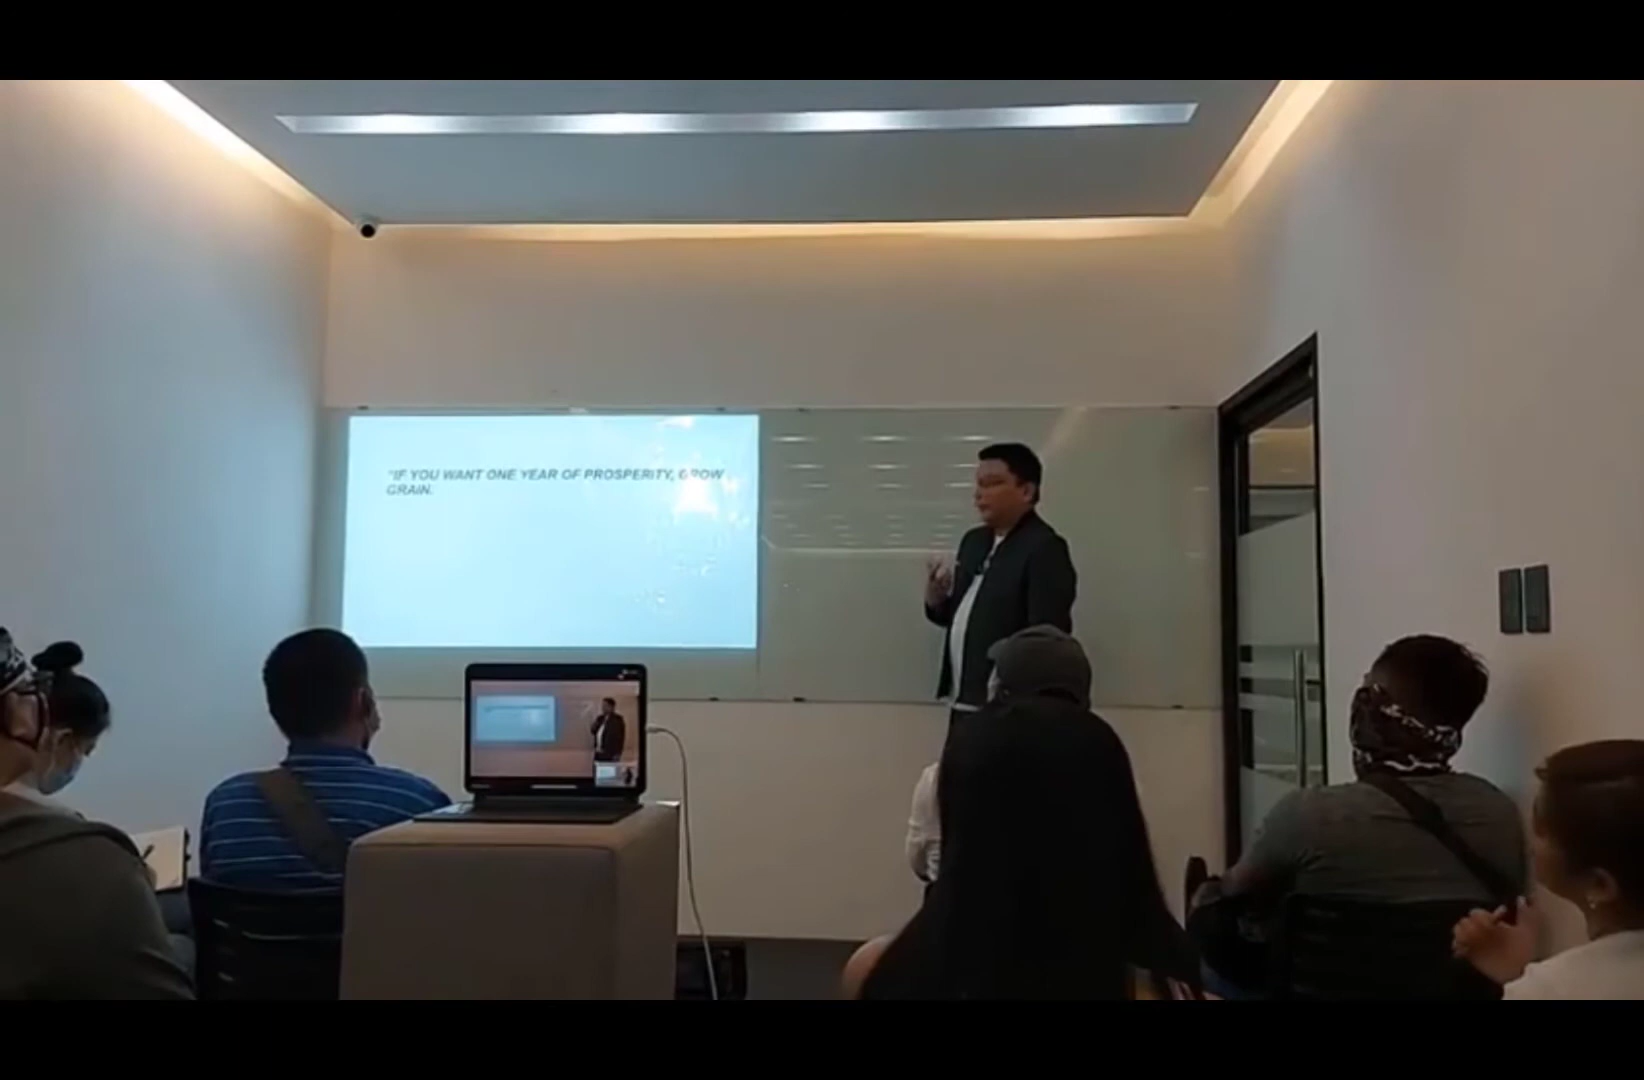 "IF YOU WANT ONE YEAR OF PROSPERITY, GROW
GRAIN.